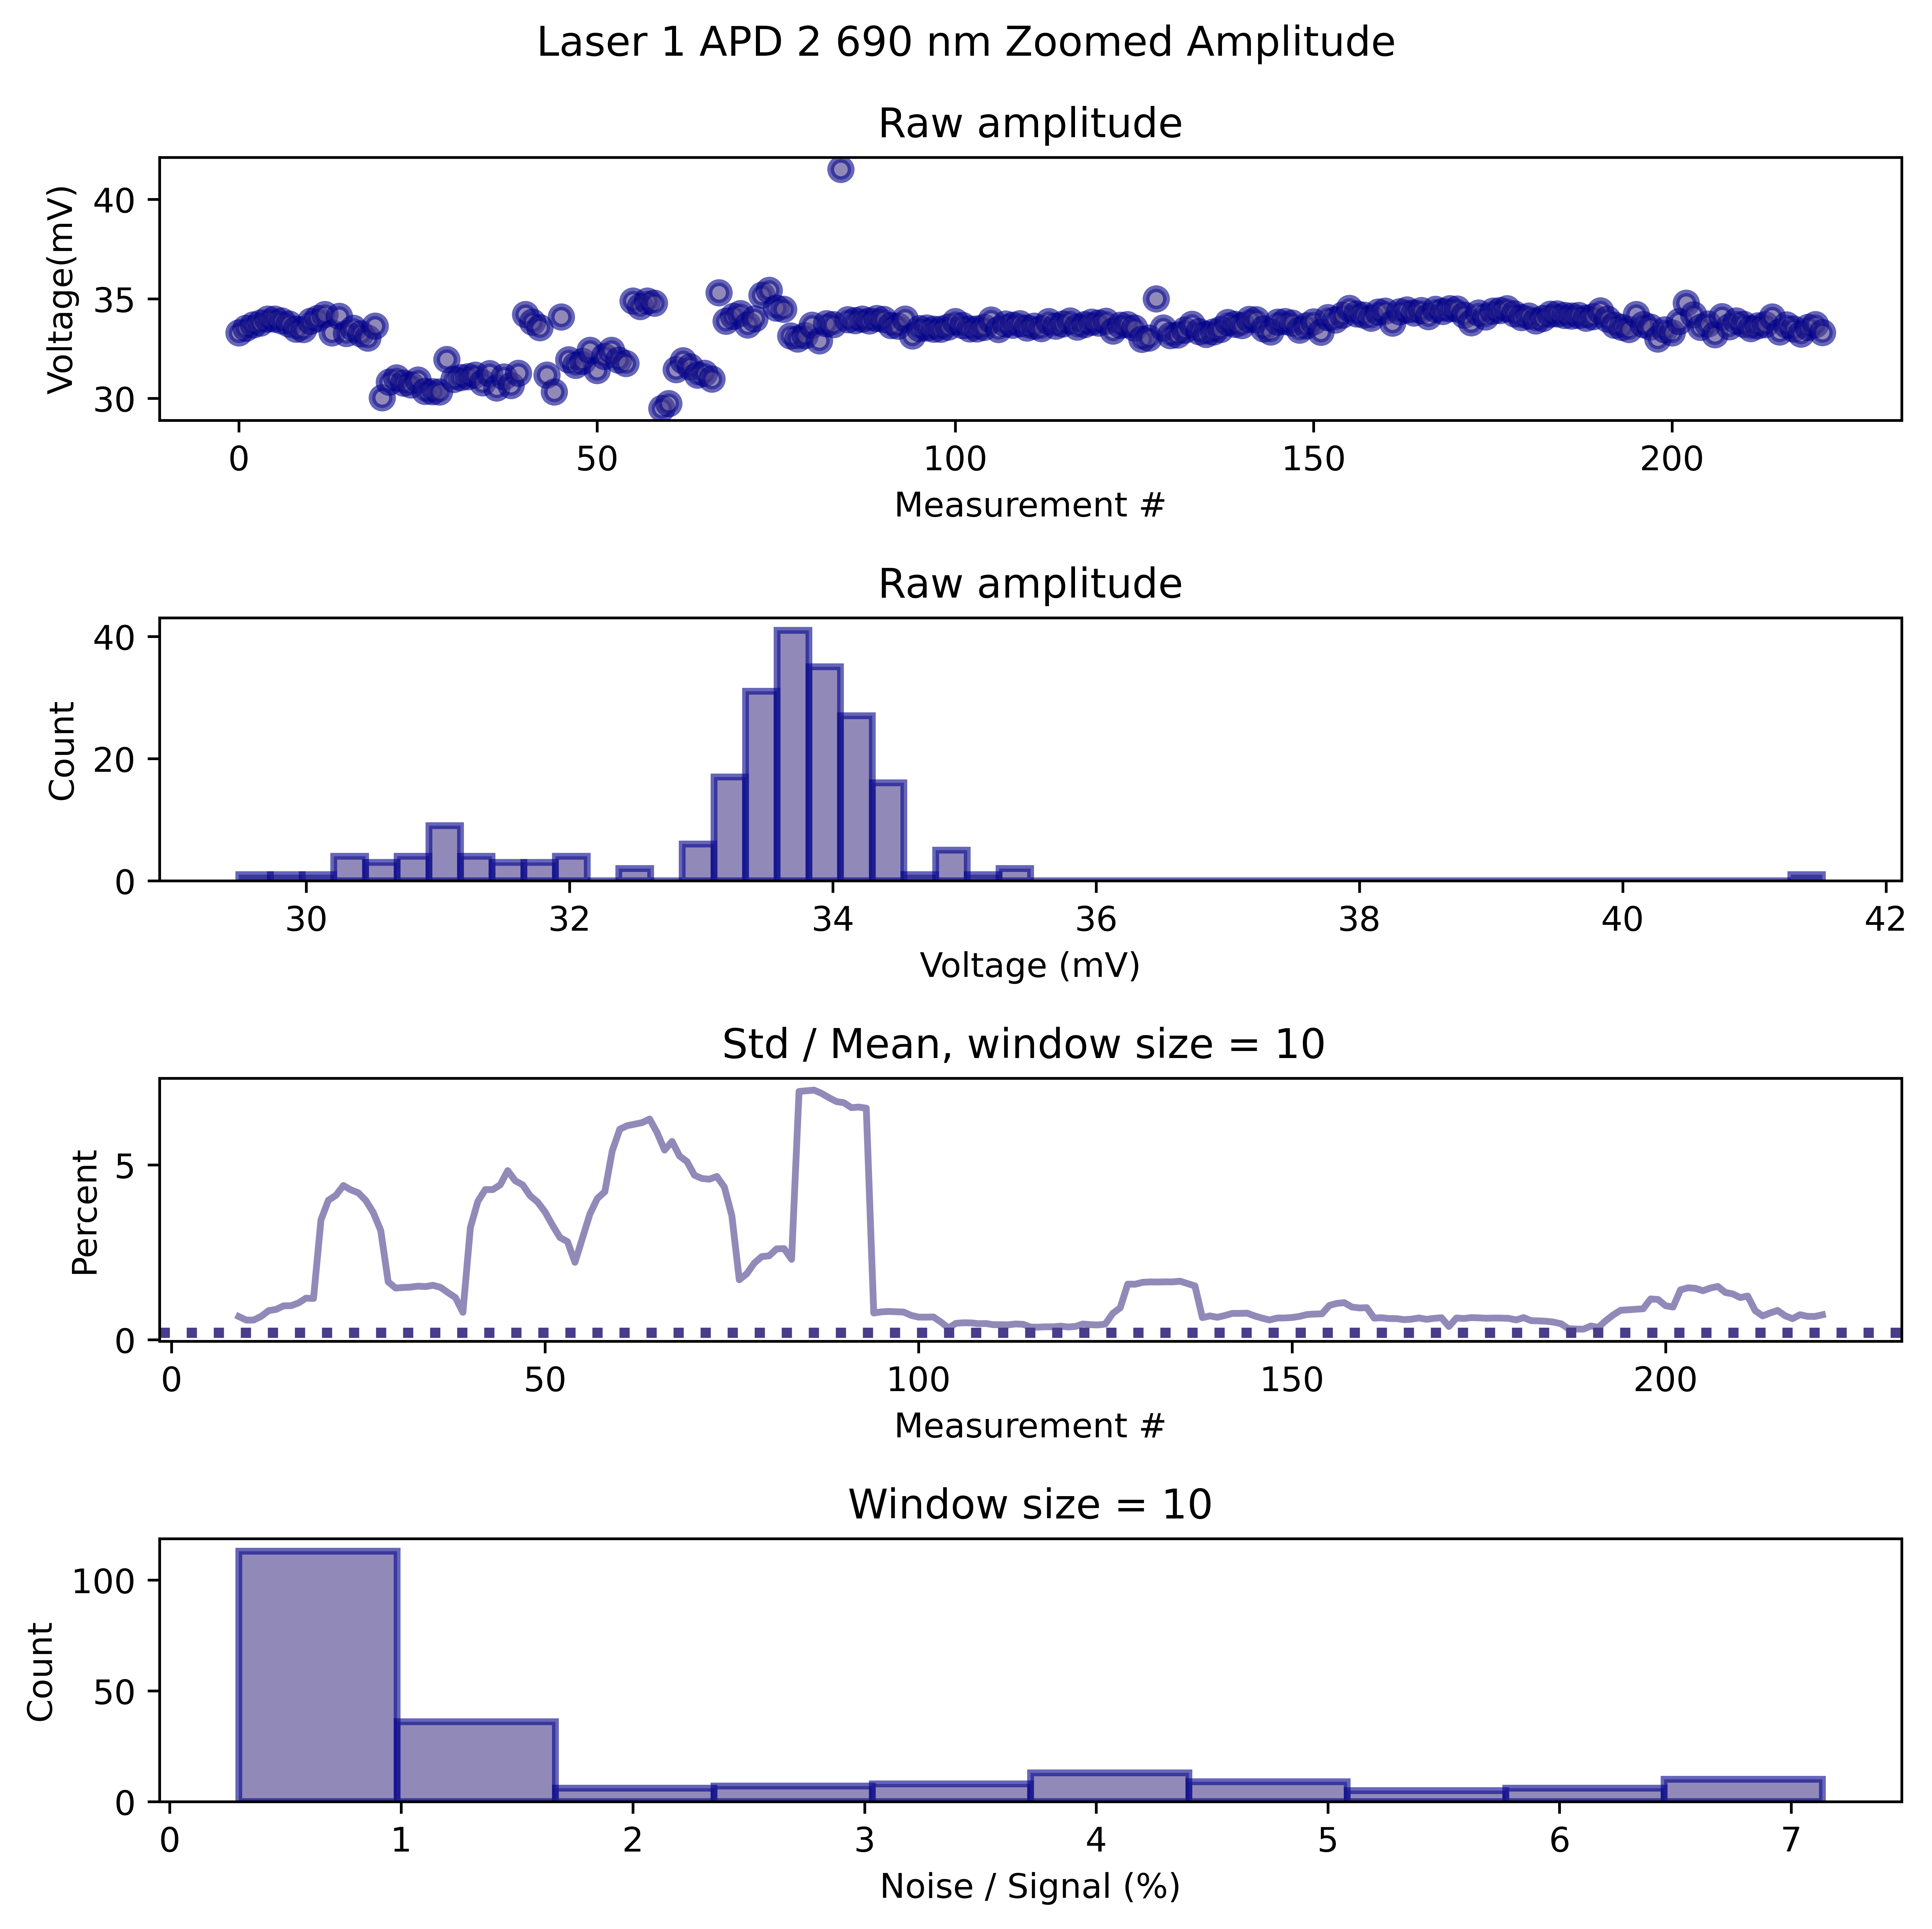 Laser 1 APD 2 690 nm Zoomed Amplitude
Raw amplitude
Voltage(mV)
40
35
30
0 50 100 150 200
Measurement #
Raw amplitude
Count
40
20
0
30 32 34 36 38 40 42
Voltage (mV)
Std / Mean, window size = 10
Percent
5
0
0 50 100 150 200
Measurement #
Window size = 10
Count
100
50
0
0 1 2 3 4 5 6 7
Noise / Signal (%)